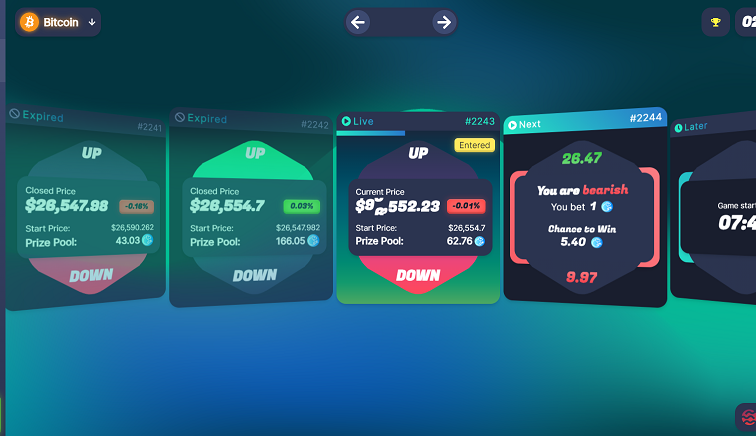 Bitcoin
Expired
#2241
UP
Closed Price
$26,547.98
-0.16%
Start Price:
$26,590.262
Prize Pool:
43.03
DOWN
Expired
#2242
UP
Closed Price
$26,554.7
0.03%
Start Price:
$26,547.982
Prize Pool:
166.05
DOWN
Live
#2243
Entered
UP
Current Price
552.23
-0.01%
Start Price:
$26,554.7
Prize Pool:
62.76
DOWN
Next
#2244
26.47
You are bearish
You bet 1
Chance to Win
5.40
9.97
Later
Game star
07:4